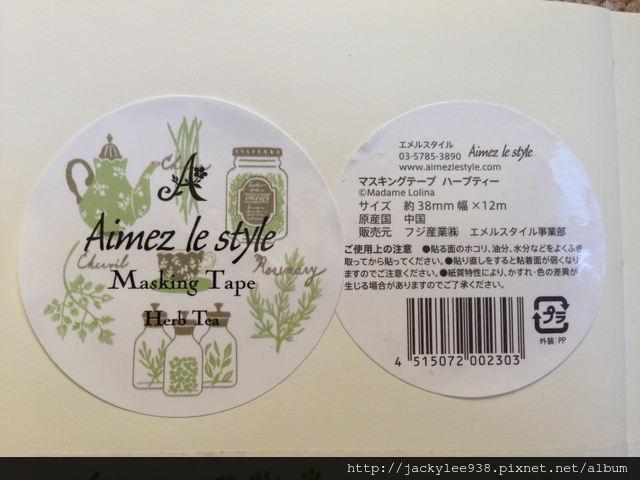 A
Aimez le style
Chervil
Rosemary
Masking Tape
Herb Tea
エメルスタイル
03-5785-3890 Aimez le style
www.aimezlestyle.com
マスキングテープ ハーブティー
©Madame Lolina
サイズ 約38mm幅×12m
原産国 中国
販売元 フジ産業㈱ エメルスタイル事業部
ご使用上の注意 ●貼る面のホコリ、油分、水分などをよくふき
取ってから貼ってください。●貼り直しをすると粘着面が弱くなり
ますのでご注意ください。●紙質特性により、かすれ・色の差異が
生じる場合がありますのでご了承ください。
4 515072 002303
プラ
外装:PP
http://jackylee938.pixnet.net/album